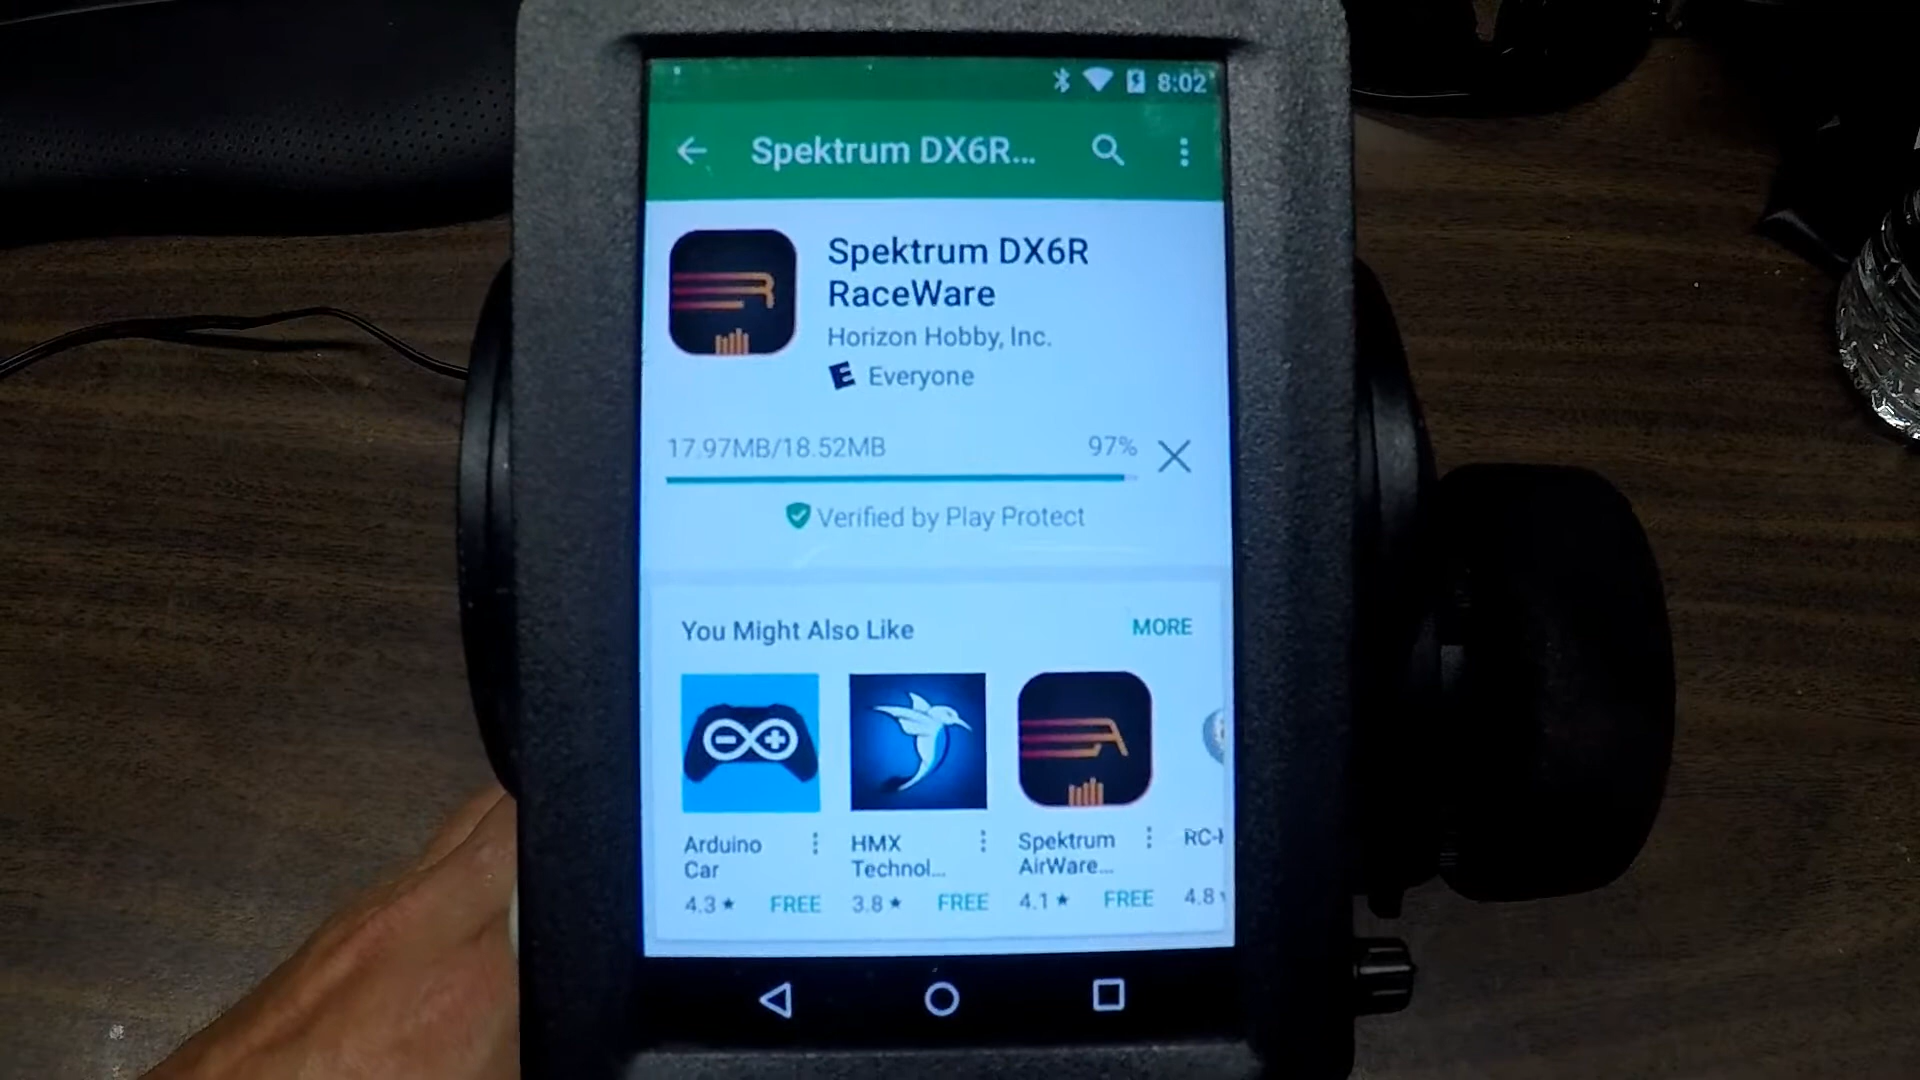 8:02
Spektrum DX6R...
Spektrum DX6R
RaceWare
Horizon Hobby, Inc.
E Everyone
17.97MB/18.52MB 97%
Verified by Play Protect
You Might Also Like MORE
Arduino
Car
4.3★ FREE
HMX
Technol...
3.8★ FREE
Spektrum
AirWare...
4.1★ FREE
4.8